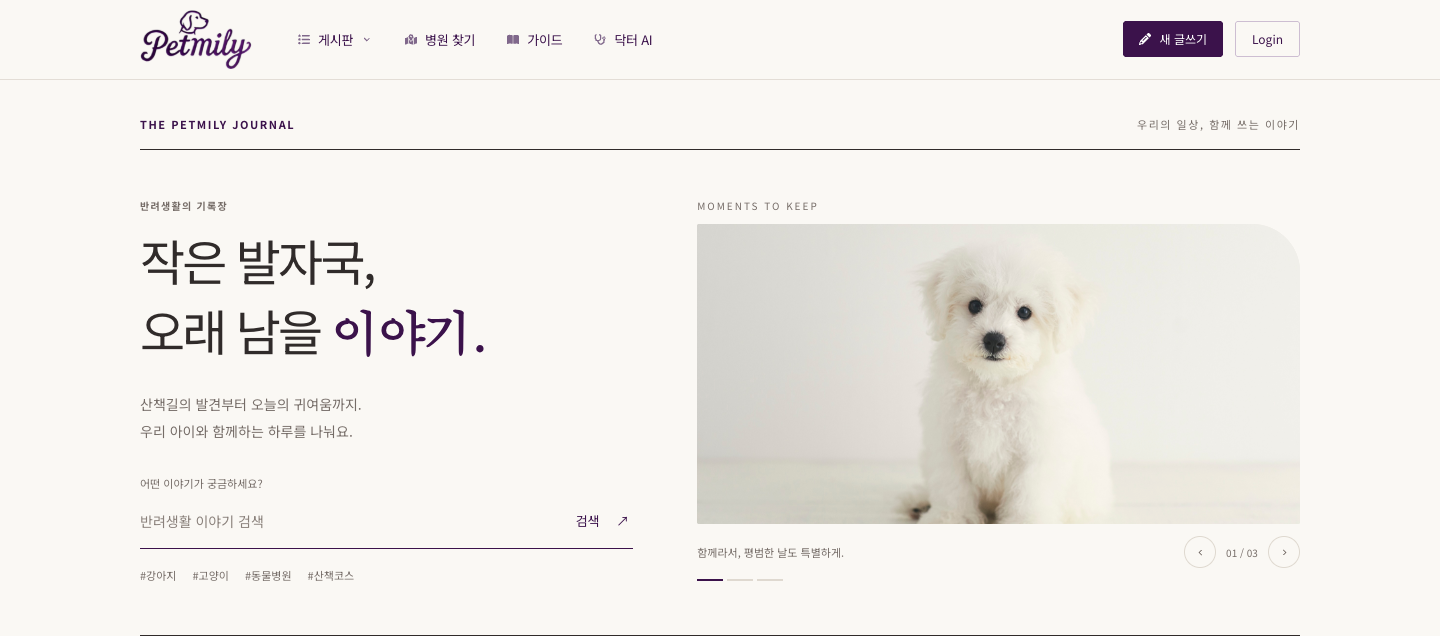 Petmily
게시판
병원 찾기
가이드
닥터 AI
새 글쓰기
Login
THE PETMILY JOURNAL
우리의 일상, 함께 쓰는 이야기
반려생활의 기록장
작은 발자국,
오래 남을 이야기.
산책길의 발견부터 오늘의 귀여움까지.
우리 아이와 함께하는 하루를 나눠요.
어떤 이야기가 궁금하세요?
반려생활 이야기 검색
검색 ↗
#강아지 #고양이 #동물병원 #산책코스
MOMENTS TO KEEP
함께라서, 평범한 날도 특별하게.
01 / 03